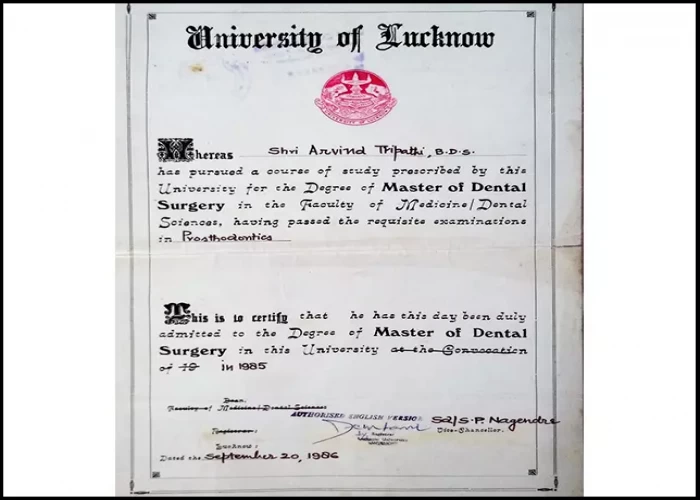 University of Lucknow
Whereas Shri Arvind Tripathi, B.D.S.
has pursued a course of study prescribed by this
University for the Degree of Master of Dental
Surgery in the Faculty of Medicine/Dental
Sciences, having passed the requisite examinations
in Prosthodontics
This is to certify that he has this day been duly
admitted to the Degree of Master of Dental
Surgery in this University at the Convocation
of 19 in 1985
Dean,
Faculty of Medicine/Dental Sciences
AUTHORISED ENGLISH VERSION
Sd/S.P. Nagendra
Registrar: Vice-Chancellor.
Lucknow:
Dated the September 20, 1986